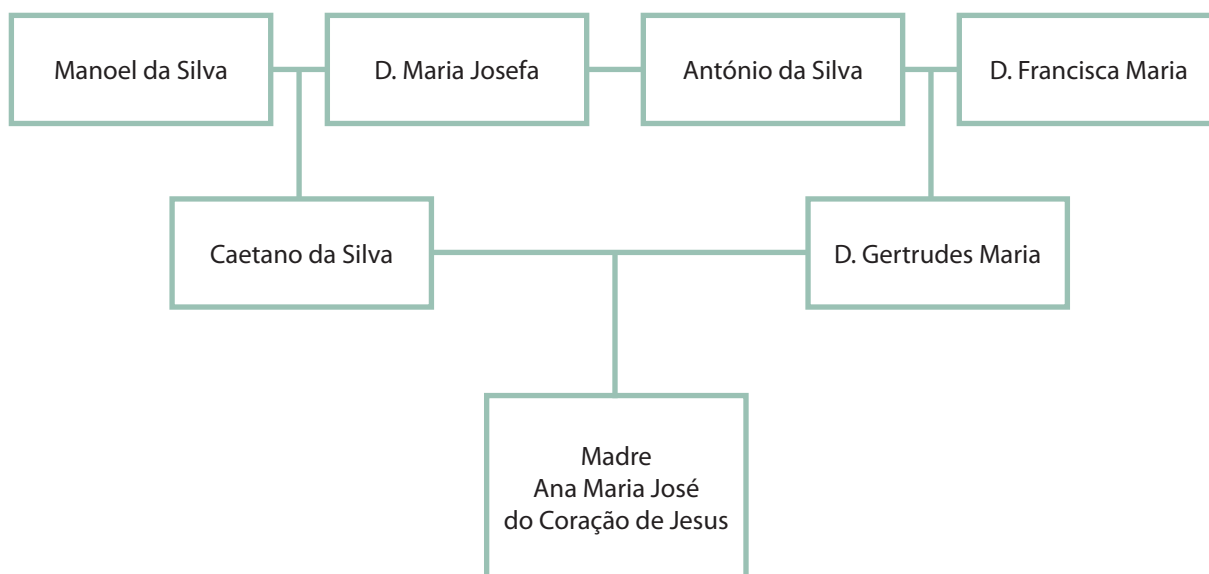 Manoel da Silva
D. Maria Josefa
António da Silva
D. Francisca Maria
Caetano da Silva
D. Gertrudes Maria
Madre
Ana Maria José
do Coração de Jesus